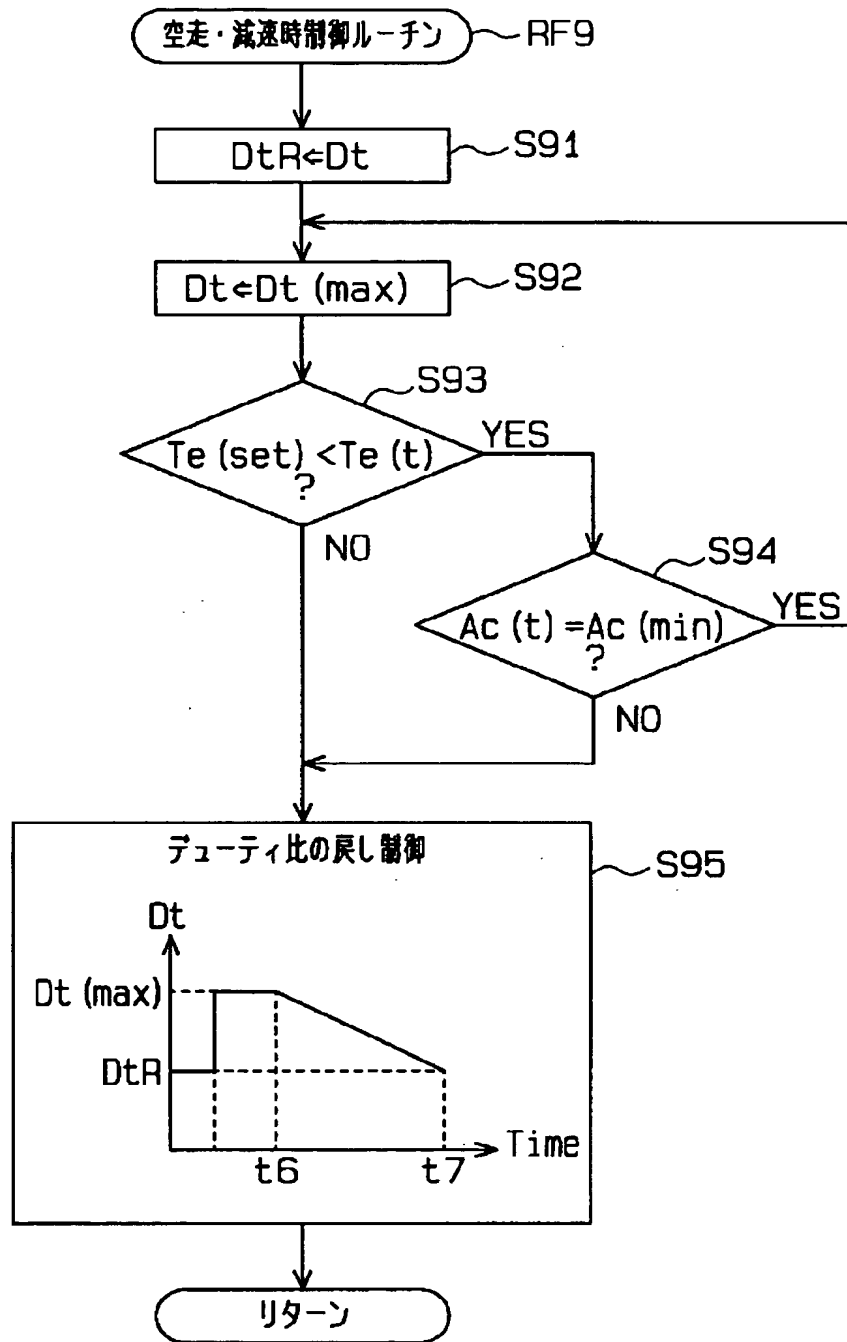 空走・減速時制御ルーチン
RF9
DtR⇐Dt
S91
Dt⇐Dt(max)
S92
S93
Te(set)<Te(t)
?
YES
NO
S94
Ac(t)=Ac(min)
?
YES
NO
デューティ比の戻し制御
S95
Dt
Dt(max)
DtR
Time
t6
t7
リターン